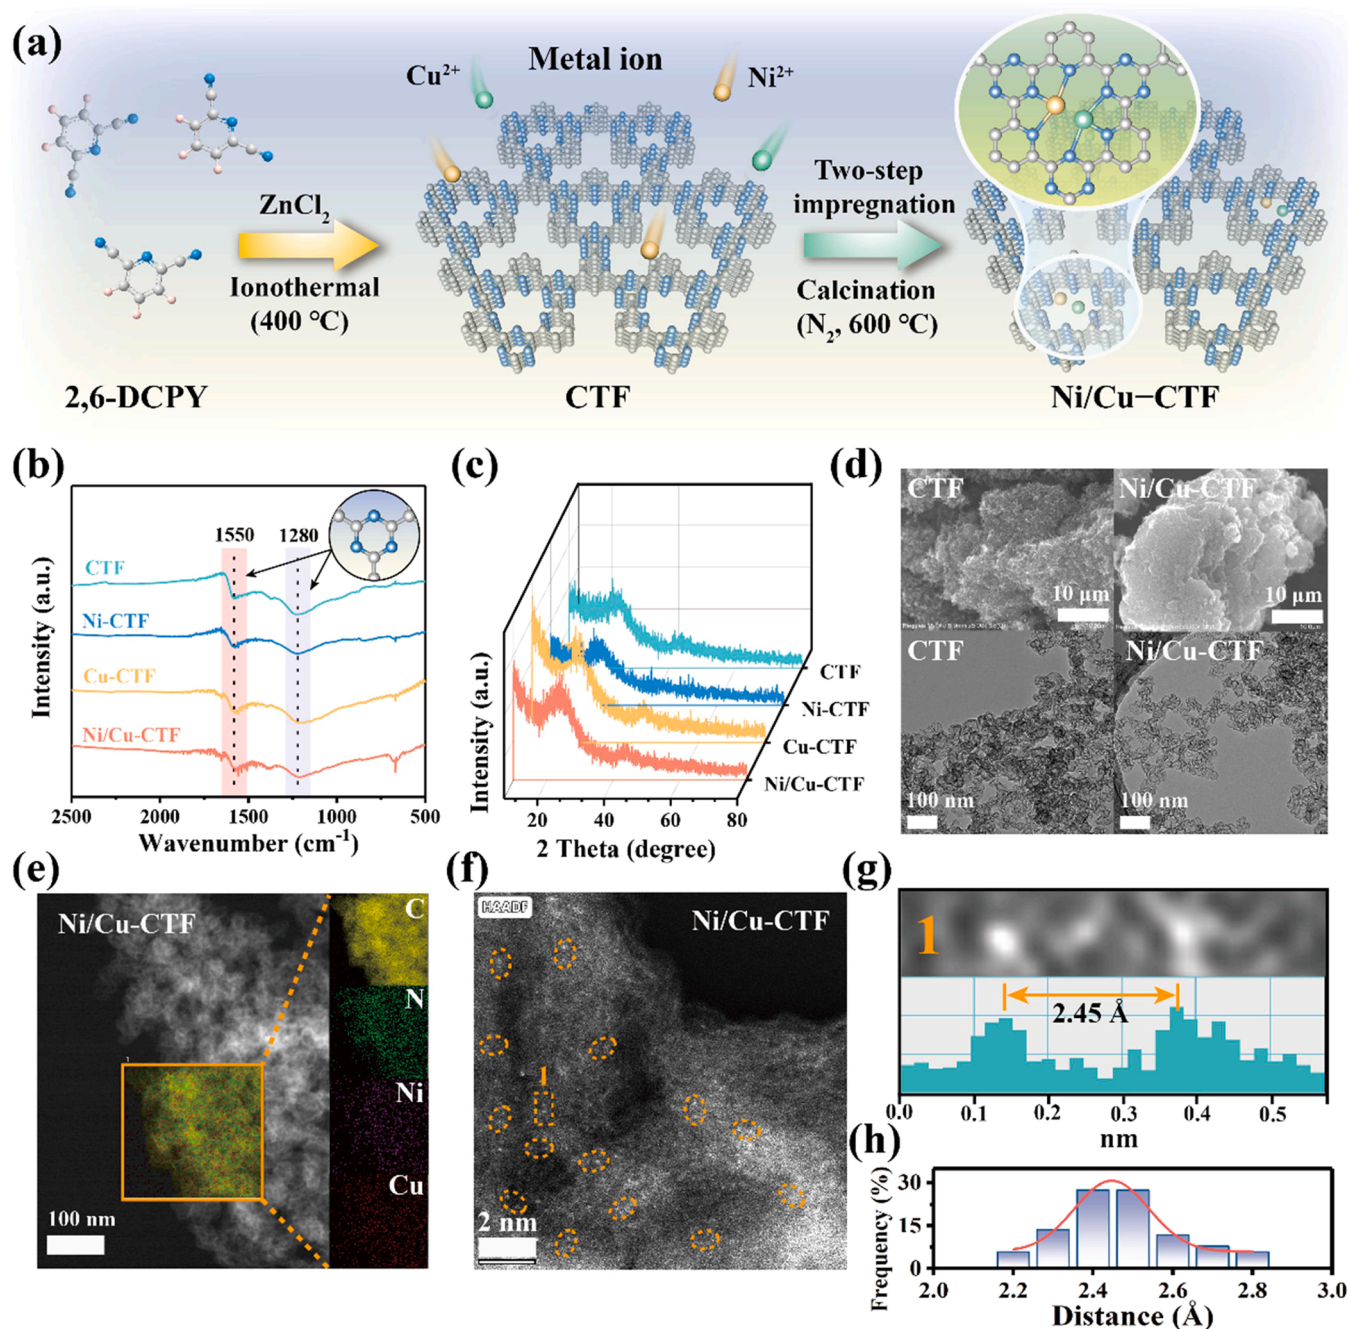 (a)
Cu²⁺
Metal ion
Ni²⁺
ZnCl₂
Ionothermal
(400 °C)
Two-step
impregnation
Calcination
(N₂, 600 °C)
2,6-DCPY
CTF
Ni/Cu−CTF
(b)
1550
1280
CTF
Ni-CTF
Cu-CTF
Ni/Cu-CTF
Intensity (a.u.)
2500
2000
1500
1000
500
Wavenumber (cm⁻¹)
(c)
Intensity (a.u.)
CTF
Ni-CTF
Cu-CTF
Ni/Cu-CTF
20
40
60
80
2 Theta (degree)
(d)
CTF
10 μm
Ni/Cu-CTF
10 μm
CTF
100 nm
Ni/Cu-CTF
100 nm
(e)
Ni/Cu-CTF
1
C
N
Ni
Cu
100 nm
(f)
HAADF
Ni/Cu-CTF
1
2 nm
(g)
1
2.45 Å
0.0
0.1
0.2
0.3
0.4
0.5
nm
(h)
Frequency (%)
30
15
0
2.0
2.2
2.4
2.6
2.8
3.0
Distance (Å)